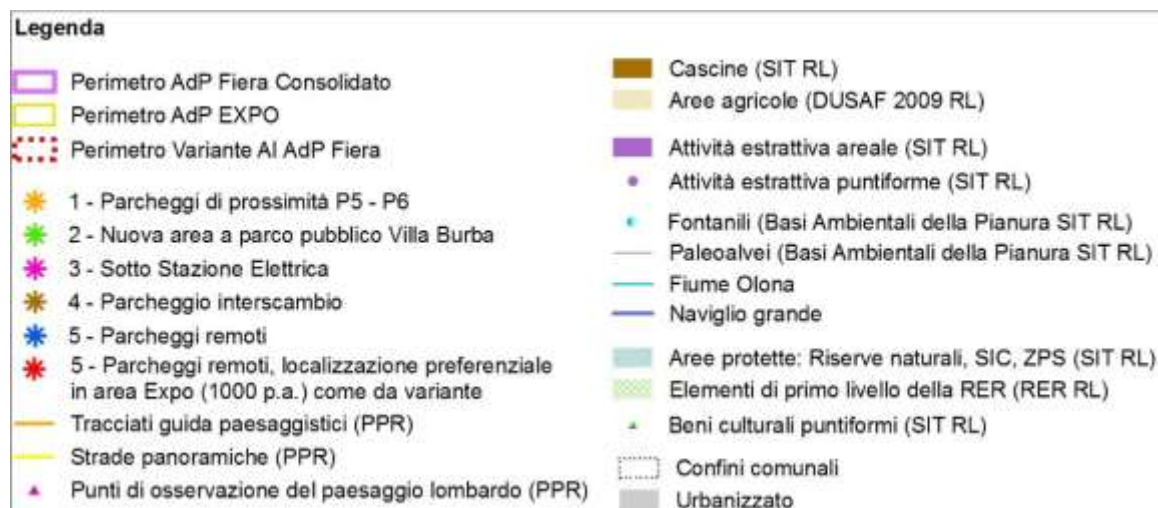 Legenda
Perimetro AdP Fiera Consolidato
Perimetro AdP EXPO
Perimetro Variante Al AdP Fiera
1 - Parcheggi di prossimità P5 - P6
2 - Nuova area a parco pubblico Villa Burba
3 - Sotto Stazione Elettrica
4 - Parcheggio interscambio
5 - Parcheggi remoti
5 - Parcheggi remoti, localizzazione preferenziale
in area Expo (1000 p.a.) come da variante
Tracciati guida paesaggistici (PPR)
Strade panoramiche (PPR)
Punti di osservazione del paesaggio lombardo (PPR)
Cascine (SIT RL)
Aree agricole (DUSAF 2009 RL)
Attività estrattiva areale (SIT RL)
Attività estrattiva puntiforme (SIT RL)
Fontanili (Basi Ambientali della Pianura SIT RL)
Paleoalvei (Basi Ambientali della Pianura SIT RL)
Fiume Olona
Naviglio grande
Aree protette: Riserve naturali, SIC, ZPS (SIT RL)
Elementi di primo livello della RER (RER RL)
Beni culturali puntiformi (SIT RL)
Confini comunali
Urbanizzato